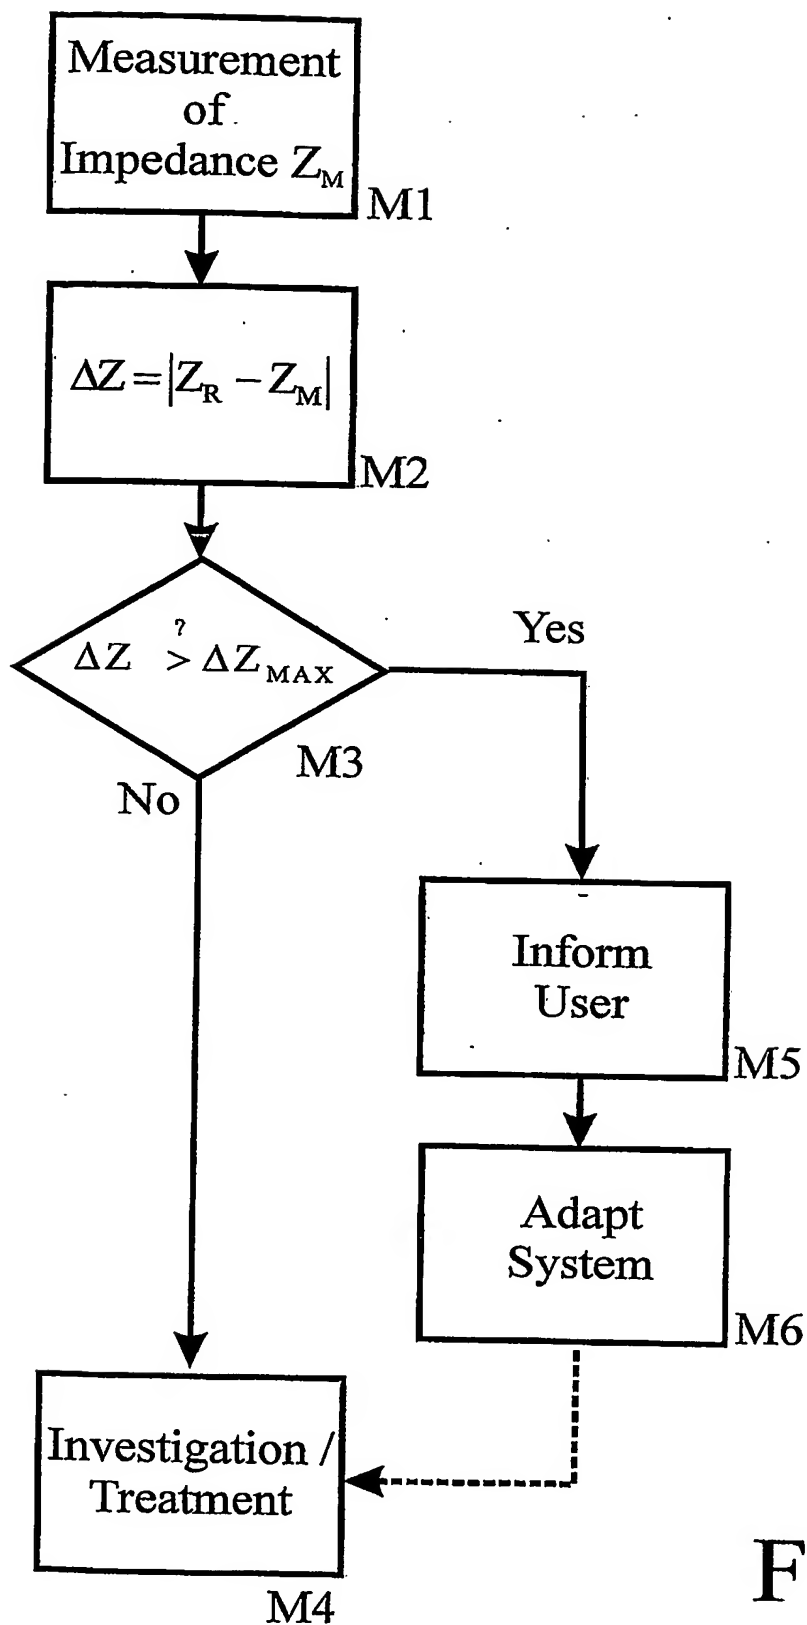 Measurement
of
Impedance Z_M
M1
ΔZ=|Z_R − Z_M|
M2
?
ΔZ > ΔZ_MAX
Yes
M3
No
Inform
User
M5
Adapt
System
M6
Investigation /
Treatment
M4
F